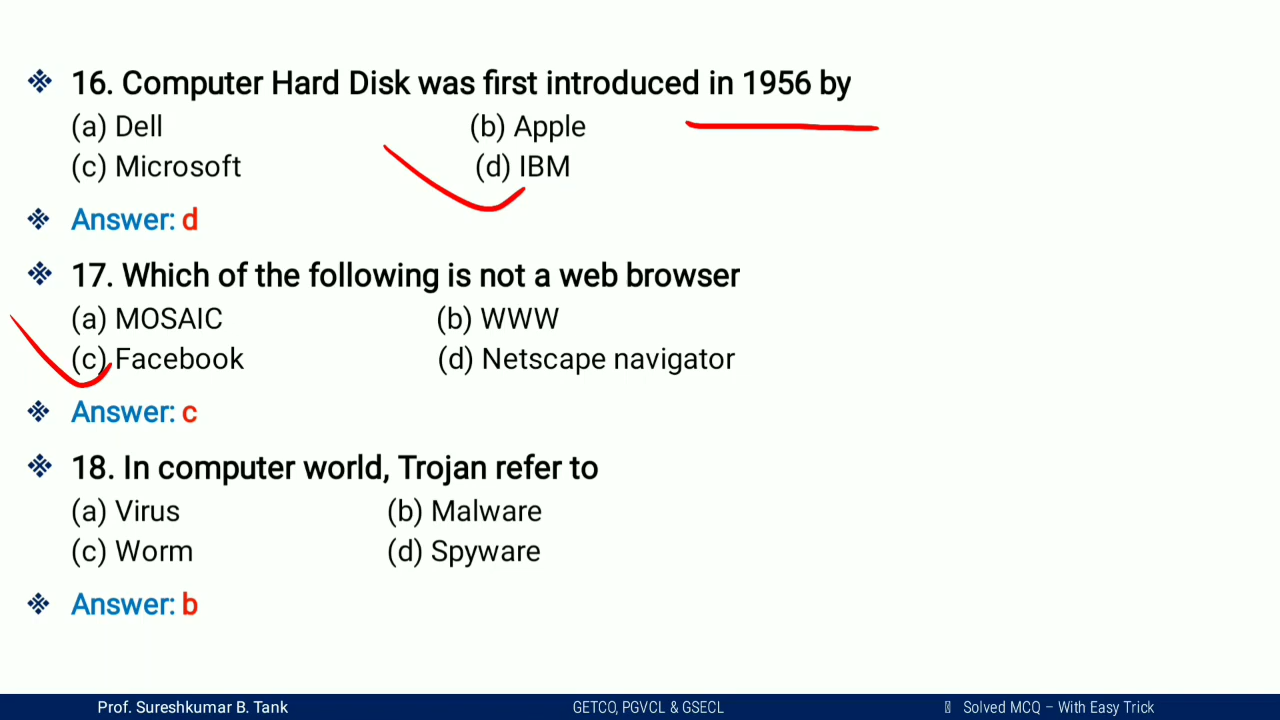 ❖ 16. Computer Hard Disk was first introduced in 1956 by
(a) Dell (b) Apple
(c) Microsoft (d) IBM
❖ Answer: d
❖ 17. Which of the following is not a web browser
(a) MOSAIC (b) WWW
(c) Facebook (d) Netscape navigator
❖ Answer: c
❖ 18. In computer world, Trojan refer to
(a) Virus (b) Malware
(c) Worm (d) Spyware
❖ Answer: b
Prof. Sureshkumar B. Tank GETCO, PGVCL & GSECL Solved MCQ – With Easy Trick